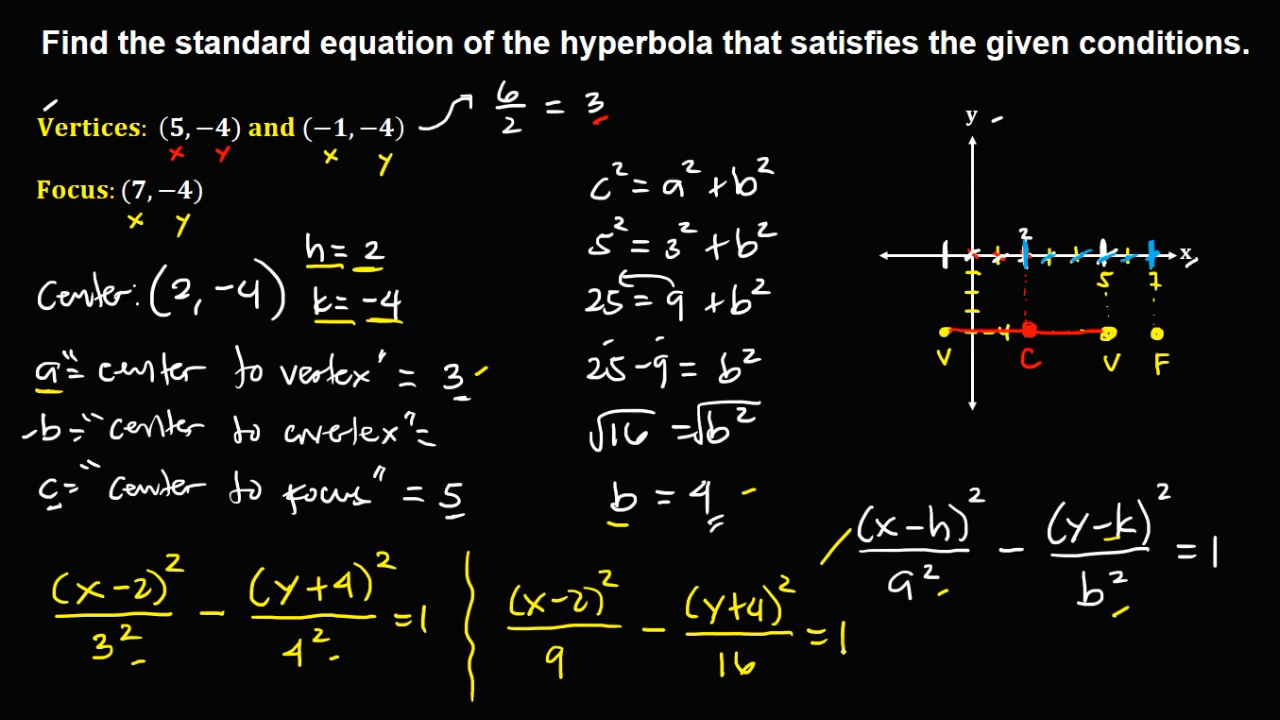 Find the standard equation of the hyperbola that satisfies the given conditions.
Vertices: (5, −4) and (−1, −4)
x y x y
6/2 = 3
Focus: (7, −4)
x y
h = 2
Center: (2, -4)
k = -4
a = "center to vertex" = 3
b = "center to
c = "center to focus" = 5
c² = a² + b²
5² = 3² + b²
25 = 9 + b²
25 - 9 = b²
√16 = √b²
b = 4
y
2
x
5 7
-4
V C V F
(x-h)²/a² - (y-k)²/b² = 1
(x-2)²/3² - (y+4)²/4² = 1
(x-2)²/9 - (y+4)²/16 = 1